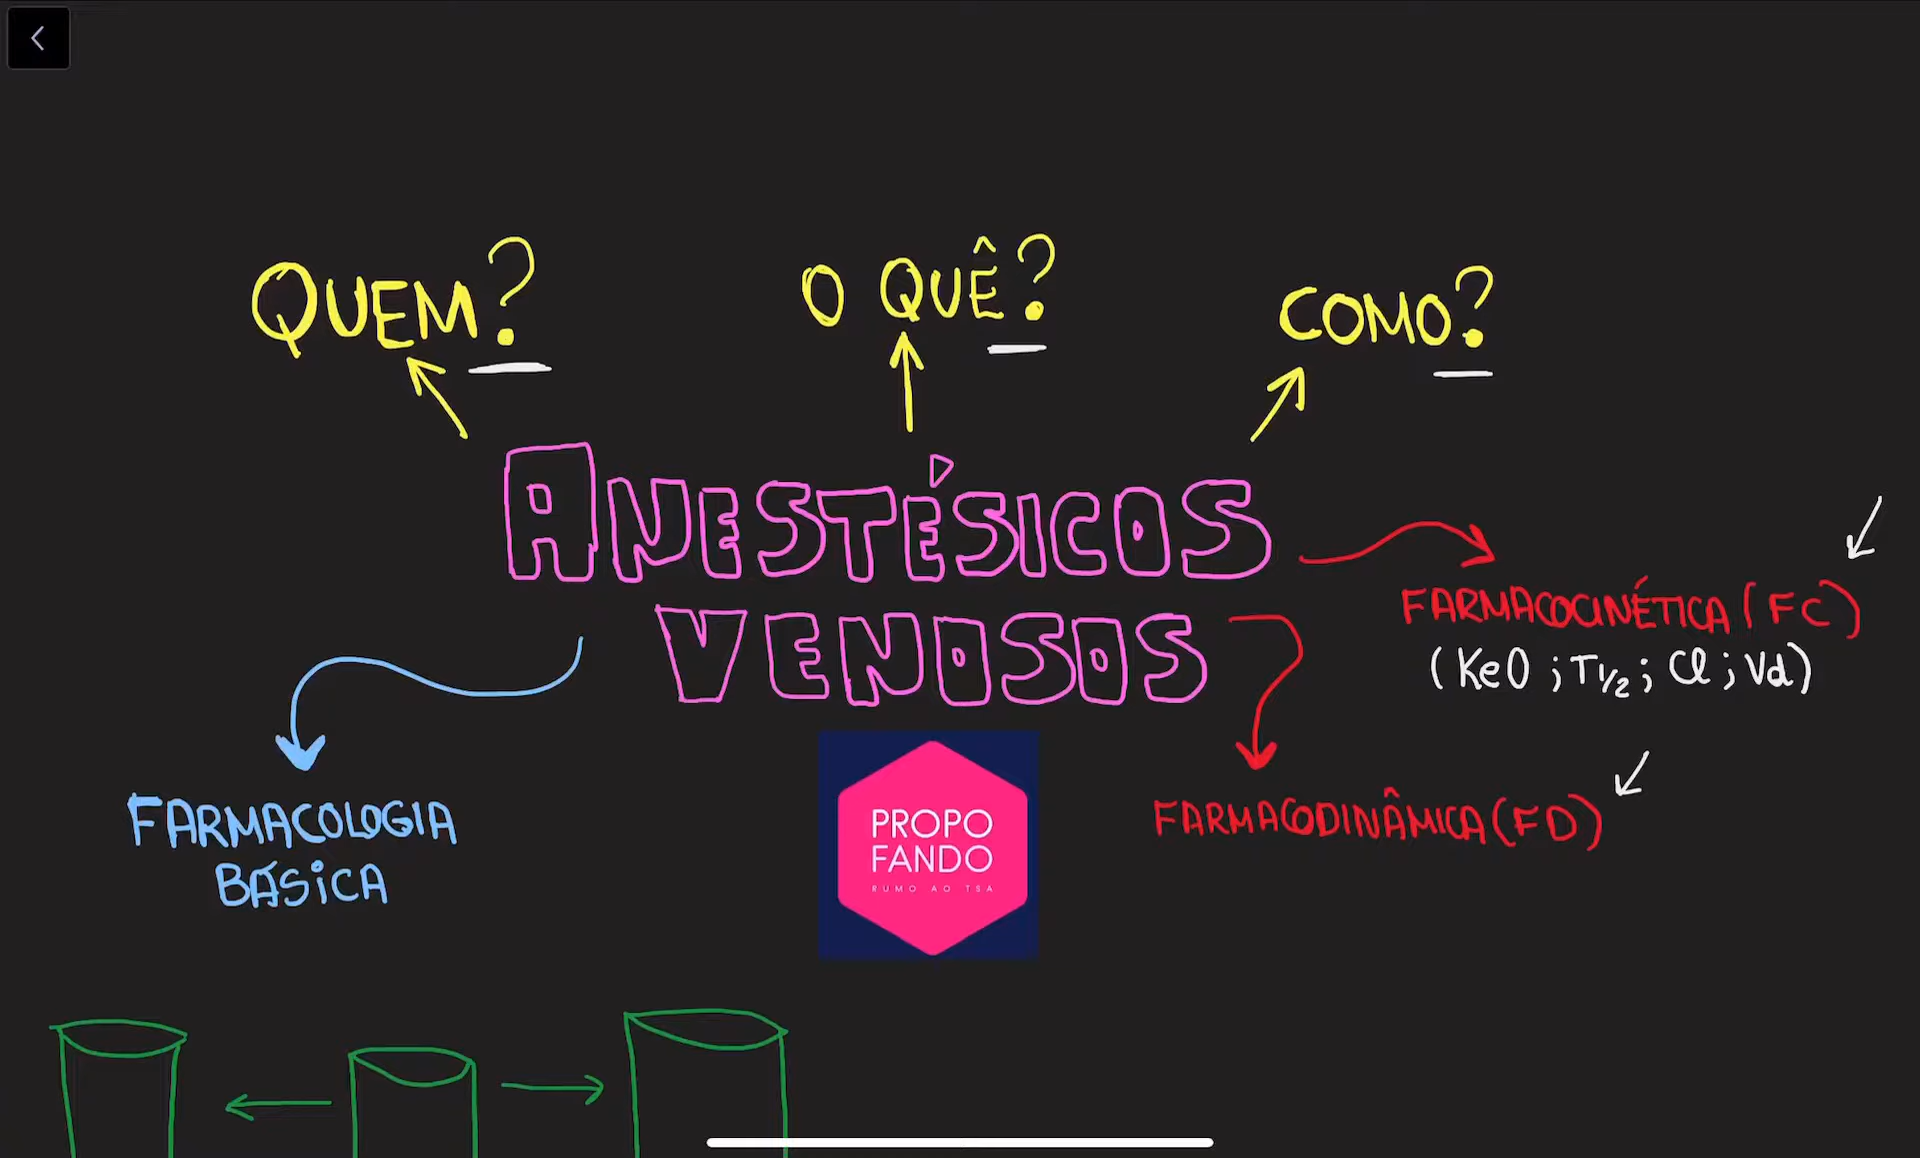 QUEM?
O QUÊ?
COMO?
ANESTÉSICOS
VENOSOS
FARMACOCINÉTICA (FC)
(Ke0 ; T1/2 ; Cl ; Vd)
FARMACODINÂMICA (FD)
FARMACOLOGIA
BÁSICA
PROPO
FANDO
RUMO AO TSA